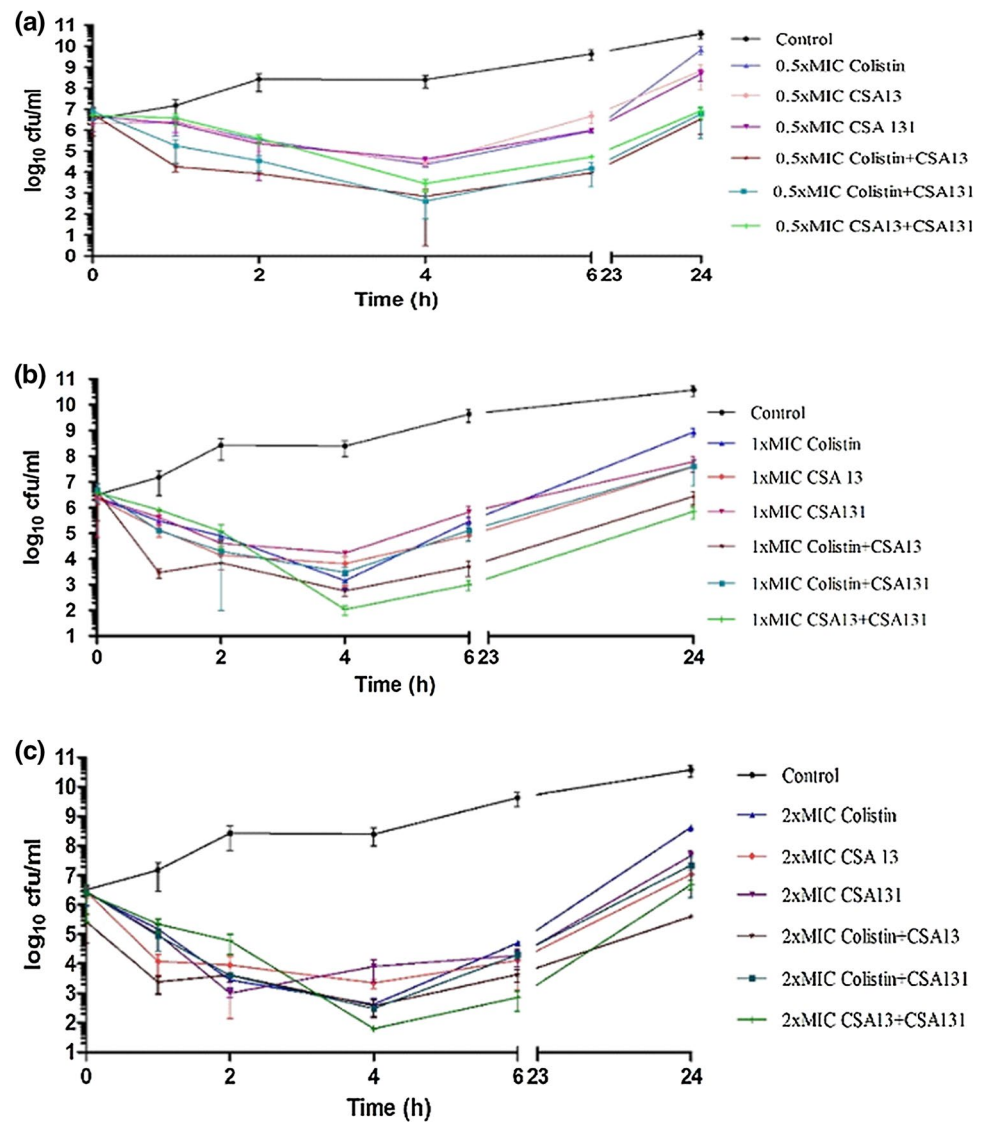 (a)
log10 cfu/ml
11
10
9
8
7
6
5
4
3
2
1
0
0 2 4 6 23 24
Time (h)
Control
0.5xMIC Colistin
0.5xMIC CSA13
0.5xMIC CSA 131
0.5xMIC Colistin+CSA13
0.5xMIC Colistin+CSA131
0.5xMIC CSA13+CSA131
(b)
log10 cfu/ml
11
10
9
8
7
6
5
4
3
2
1
0 2 4 6 23 24
Time (h)
Control
1xMIC Colistin
1xMIC CSA 13
1xMIC CSA131
1xMIC Colistin+CSA13
1xMIC Colistin+CSA131
1xMIC CSA13+CSA131
(c)
log10 cfu/ml
11
10
9
8
7
6
5
4
3
2
1
0 2 4 6 23 24
Time (h)
Control
2xMIC Colistin
2xMIC CSA 13
2xMIC CSA131
2xMIC Colistin+CSA13
2xMIC Colistin+CSA131
2xMIC CSA13+CSA131